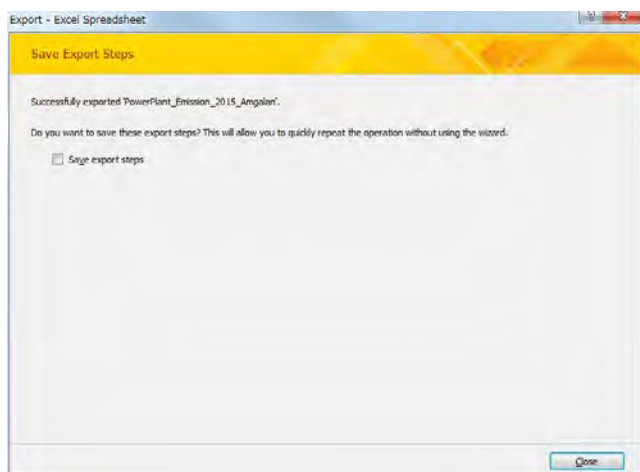 Export - Excel Spreadsheet
Save Export Steps
Successfully exported 'PowerPlant_Emission_2015_Amgalan'.
Do you want to save these export steps? This will allow you to quickly repeat the operation without using the wizard.
Save export steps
Close